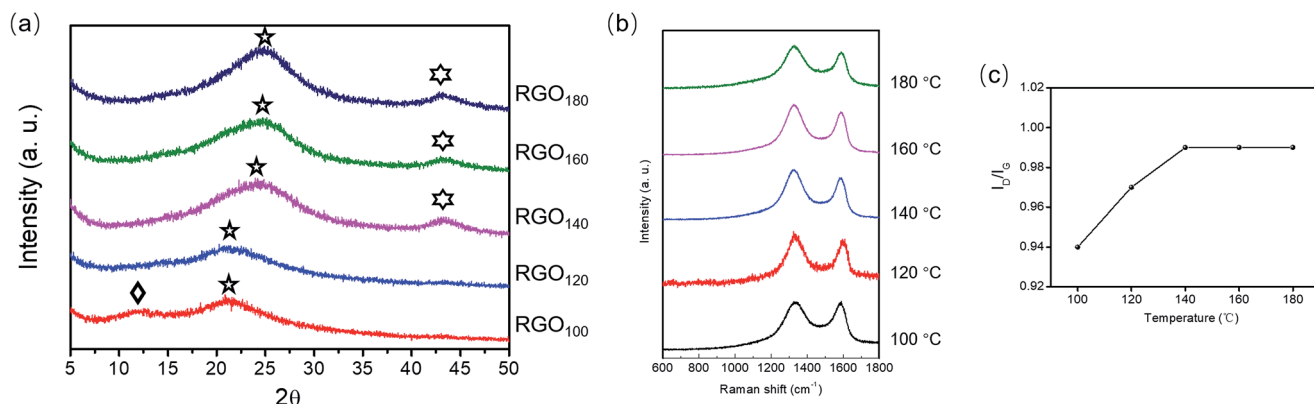 (a)
Intensity (a. u.)
RGO180
RGO160
RGO140
RGO120
RGO100
5 10 15 20 25 30 35 40 45 50
2θ
(b)
Intensity (a. u.)
180 °C
160 °C
140 °C
120 °C
100 °C
600 800 1000 1200 1400 1600 1800
Raman shift (cm⁻¹)
(c)
I_D/I_G
1.02
1.00
0.98
0.96
0.94
0.92
100 120 140 160 180
Temperature (℃)